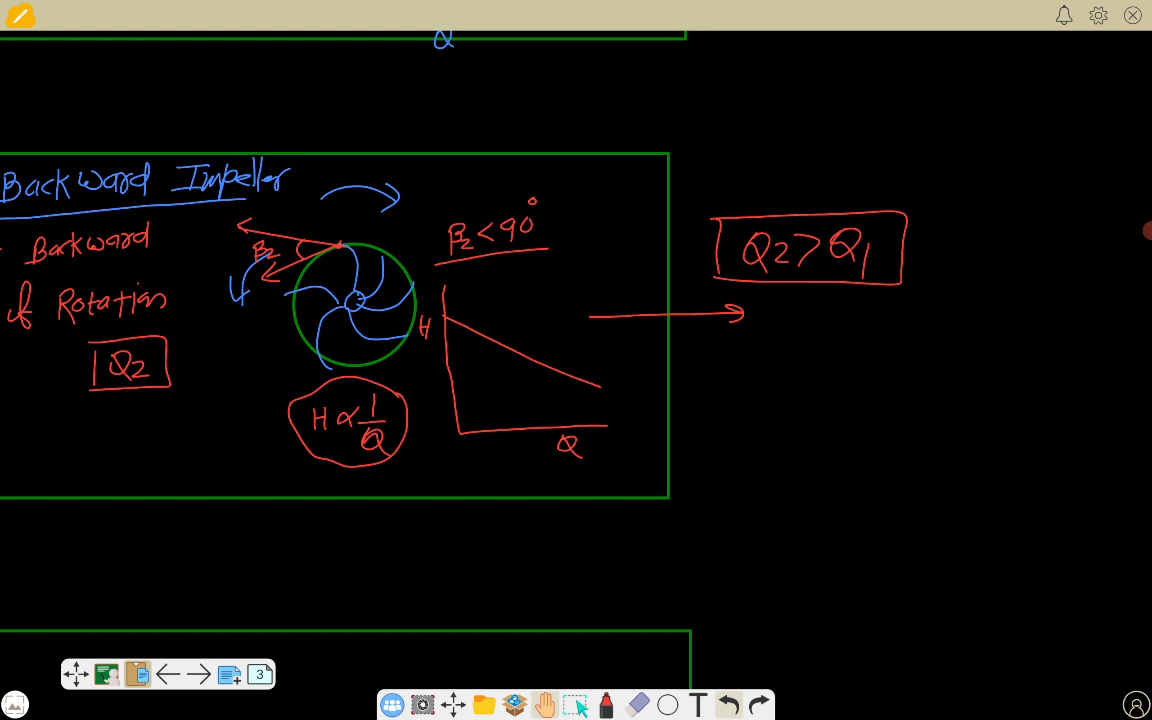 Q
Backward Impeller
Backward
of Rotation
Q2
β2
β2 < 90°
H
Q
H ∝ 1/Q
Q2 > Q1
3
T